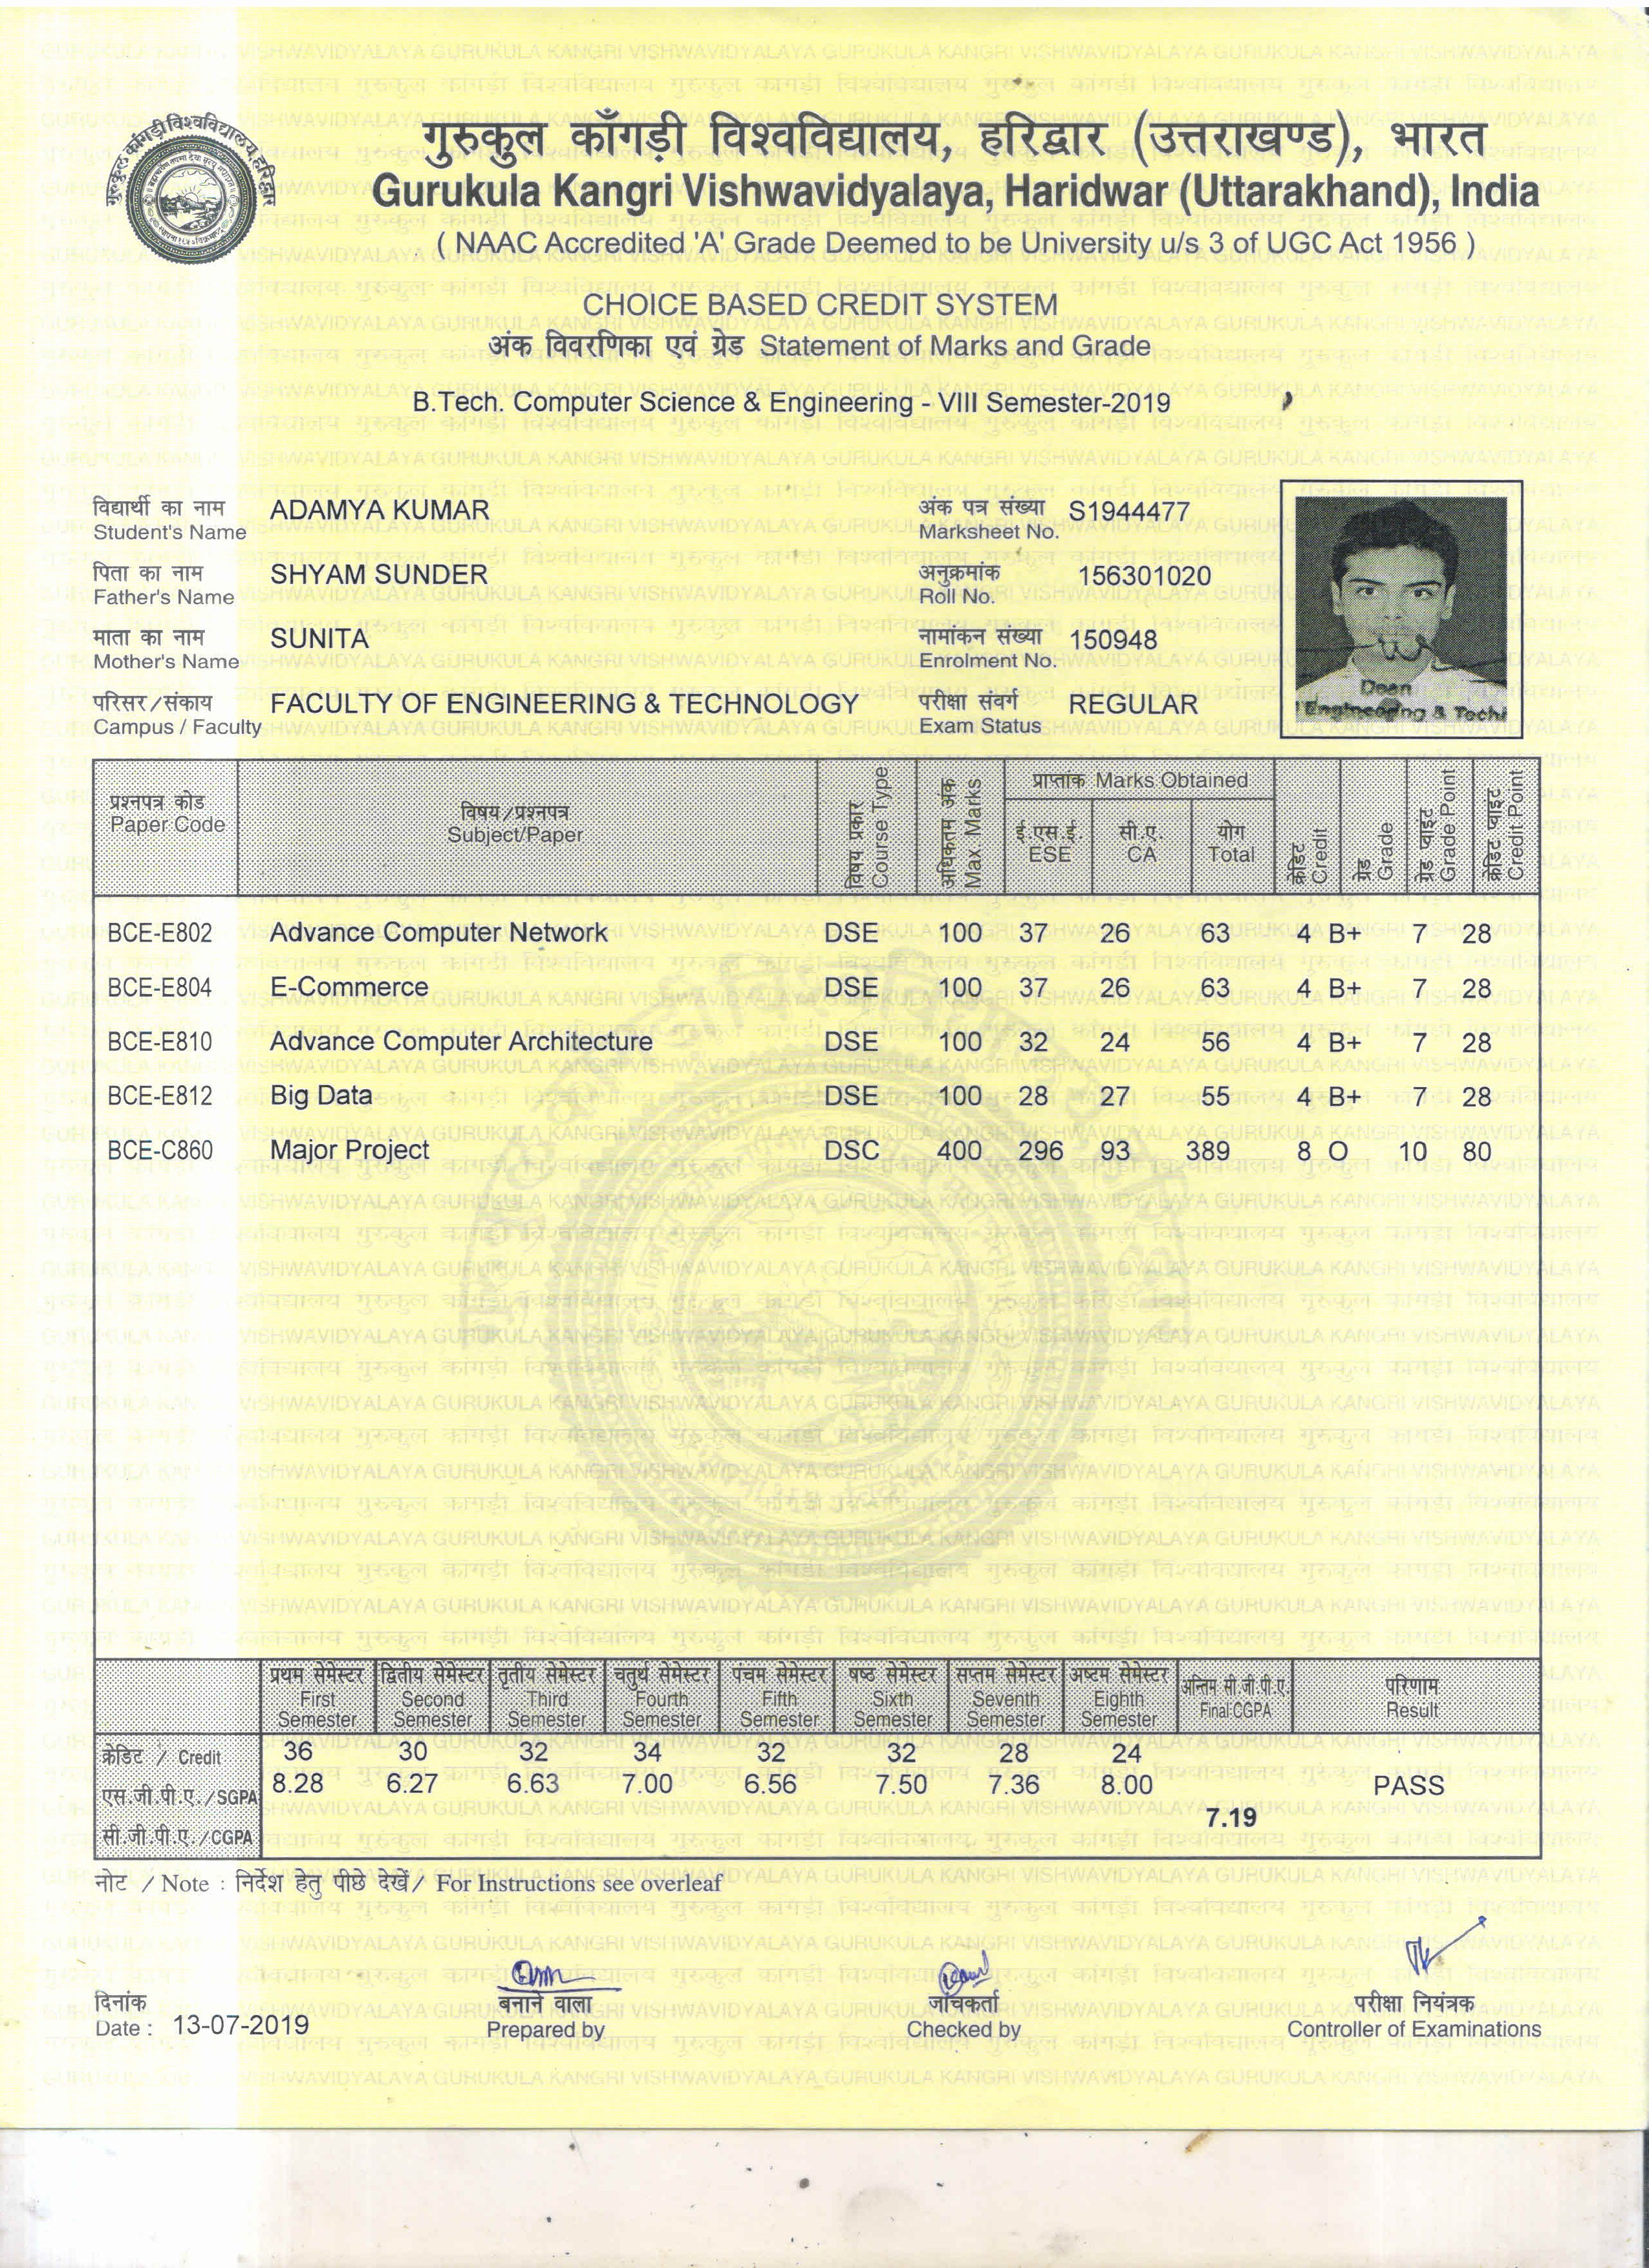 गुरुकुल काँगड़ी विश्वविद्यालय, हरिद्वार (उत्तराखण्ड), भारत
Gurukula Kangri Vishwavidyalaya, Haridwar (Uttarakhand), India
( NAAC Accredited 'A' Grade Deemed to be University u/s 3 of UGC Act 1956 )
CHOICE BASED CREDIT SYSTEM
अंक विवरणिका एवं ग्रेड Statement of Marks and Grade
B.Tech. Computer Science & Engineering - VIII Semester-2019
विद्यार्थी का नाम ADAMYA KUMAR अंक पत्र संख्या S1944477
Student's Name Marksheet No.
पिता का नाम SHYAM SUNDER अनुक्रमांक 156301020
Father's Name Roll No.
माता का नाम SUNITA नामांकन संख्या 150948
Mother's Name Enrolment No.
परिसर/संकाय FACULTY OF ENGINEERING & TECHNOLOGY परीक्षा संवर्ग REGULAR
Campus / Faculty Exam Status
Dean
Engineering & Tech
प्रश्नपत्र कोड विषय/प्रश्नपत्र विषय प्रकार अधिकतम अंक प्राप्तांक Marks Obtained क्रेडिट ग्रेड ग्रेड प्वाइंट क्रेडिट प्वाइंट
Paper Code Subject/Paper Course Type Max. Marks ई.एस.ई. सी.ए. योग Credit Grade Grade Point Credit Point
ESE CA Total
BCE-E802 Advance Computer Network DSE 100 37 26 63 4 B+ 7 28
BCE-E804 E-Commerce DSE 100 37 26 63 4 B+ 7 28
BCE-E810 Advance Computer Architecture DSE 100 32 24 56 4 B+ 7 28
BCE-E812 Big Data DSE 100 28 27 55 4 B+ 7 28
BCE-C860 Major Project DSC 400 296 93 389 8 O 10 80
प्रथम सेमेस्टर द्वितीय सेमेस्टर तृतीय सेमेस्टर चतुर्थ सेमेस्टर पंचम सेमेस्टर षष्ठ सेमेस्टर सप्तम सेमेस्टर अष्टम सेमेस्टर अन्तिम सी.जी.पी.ए. परिणाम
First Second Third Fourth Fifth Sixth Seventh Eighth Final CGPA Result
Semester Semester Semester Semester Semester Semester Semester Semester
क्रेडिट / Credit 36 30 32 34 32 32 28 24
एस.जी.पी.ए./SGPA 8.28 6.27 6.63 7.00 6.56 7.50 7.36 8.00 PASS
सी.जी.पी.ए./CGPA 7.19
नोट / Note : निर्देश हेतु पीछे देखें/ For Instructions see overleaf
दिनांक बनाने वाला जाँचकर्ता परीक्षा नियंत्रक
Date : 13-07-2019 Prepared by Checked by Controller of Examinations